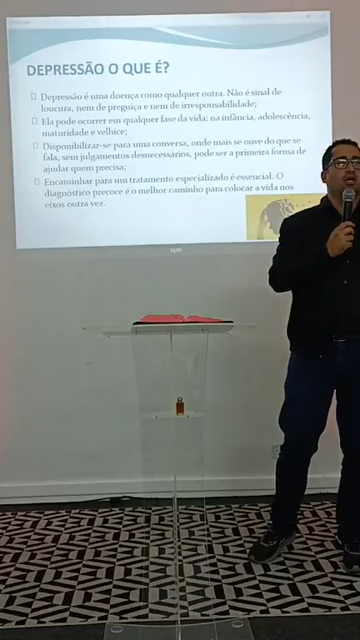 DEPRESSÃO O QUE É?
Depressão é uma doença como qualquer outra. Não é sinal de
loucura, nem de preguiça e nem de irresponsabilidade;
Ela pode ocorrer em qualquer fase da vida: na infância, adolescência,
maturidade e velhice;
Disponibilizar-se para uma conversa, onde mais se ouve do que se
fala, sem julgamentos desnecessários, pode ser a primeira forma de
ajudar quem precisa;
Encaminhar para um tratamento especializado é essencial. O
diagnóstico precoce é o melhor caminho para colocar a vida nos
eixos outra vez.